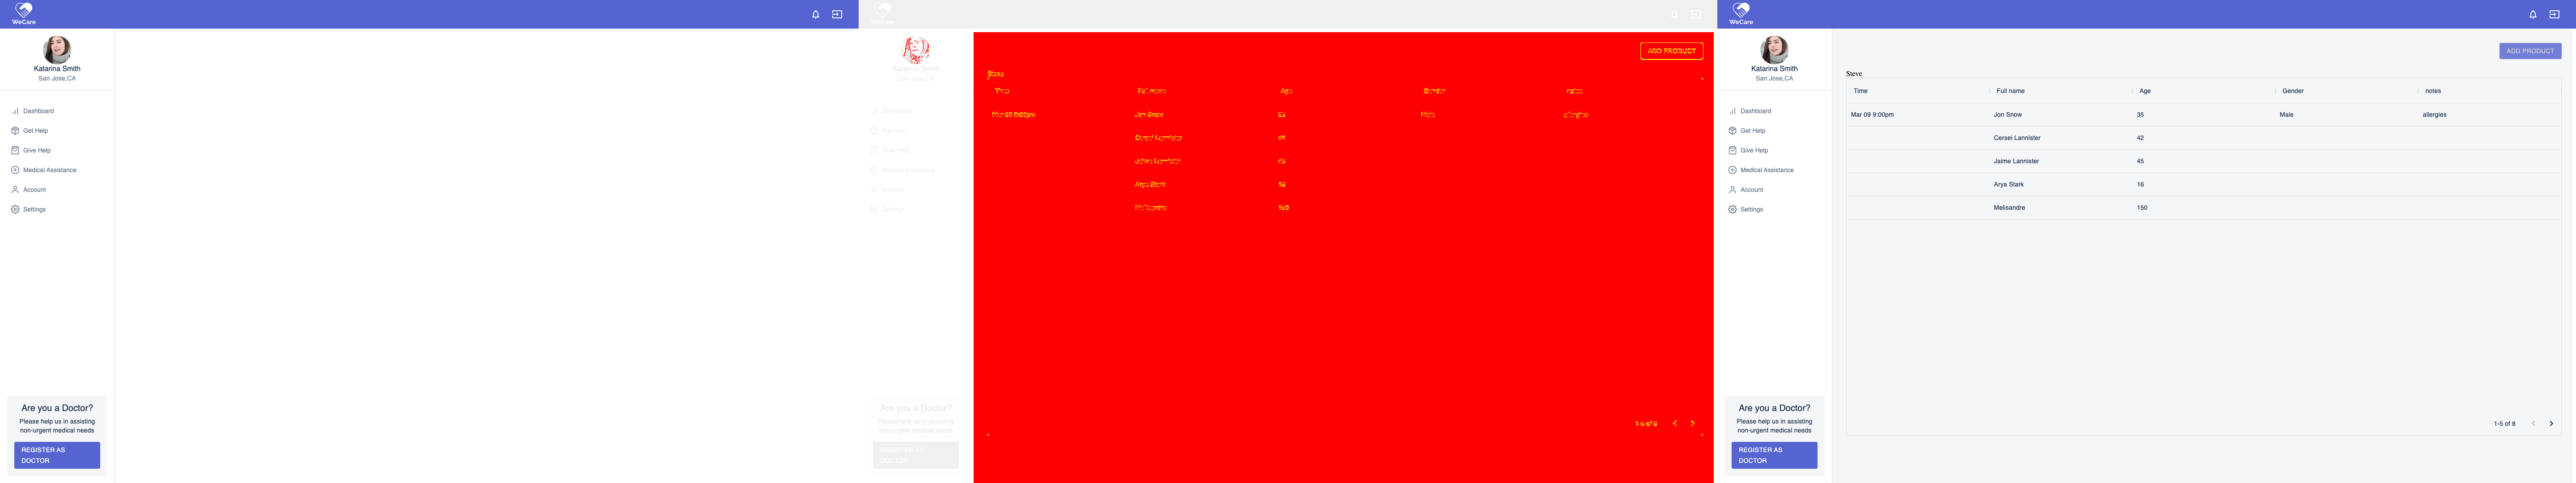 WeCare
Katarina Smith
San Jose,CA
Dashboard
Get Help
Give Help
Medical Assistance
Account
Settings
Are you a Doctor?
Please help us in assisting
non-urgent medical needs
REGISTER AS
DOCTOR
WeCare
Katarina Smith
San Jose,CA
Dashboard
Get Help
Give Help
Medical Assistance
Account
Settings
Are you a Doctor?
Please help us in assisting
non-urgent medical needs
REGISTER AS
DOCTOR
ADD PRODUCT
Steve
Time Full name Age Gender notes
Mar 09 9:00pm Jon Snow 35 Male allergies
Cersei Lannister 42
Jaime Lannister 45
Arya Stark 16
Melisandre 150
1-5 of 8
WeCare
Katarina Smith
San Jose,CA
Dashboard
Get Help
Give Help
Medical Assistance
Account
Settings
Are you a Doctor?
Please help us in assisting
non-urgent medical needs
REGISTER AS
DOCTOR
ADD PRODUCT
Steve
Time Full name Age Gender notes
Mar 09 9:00pm Jon Snow 35 Male allergies
Cersei Lannister 42
Jaime Lannister 45
Arya Stark 16
Melisandre 150
1-5 of 8